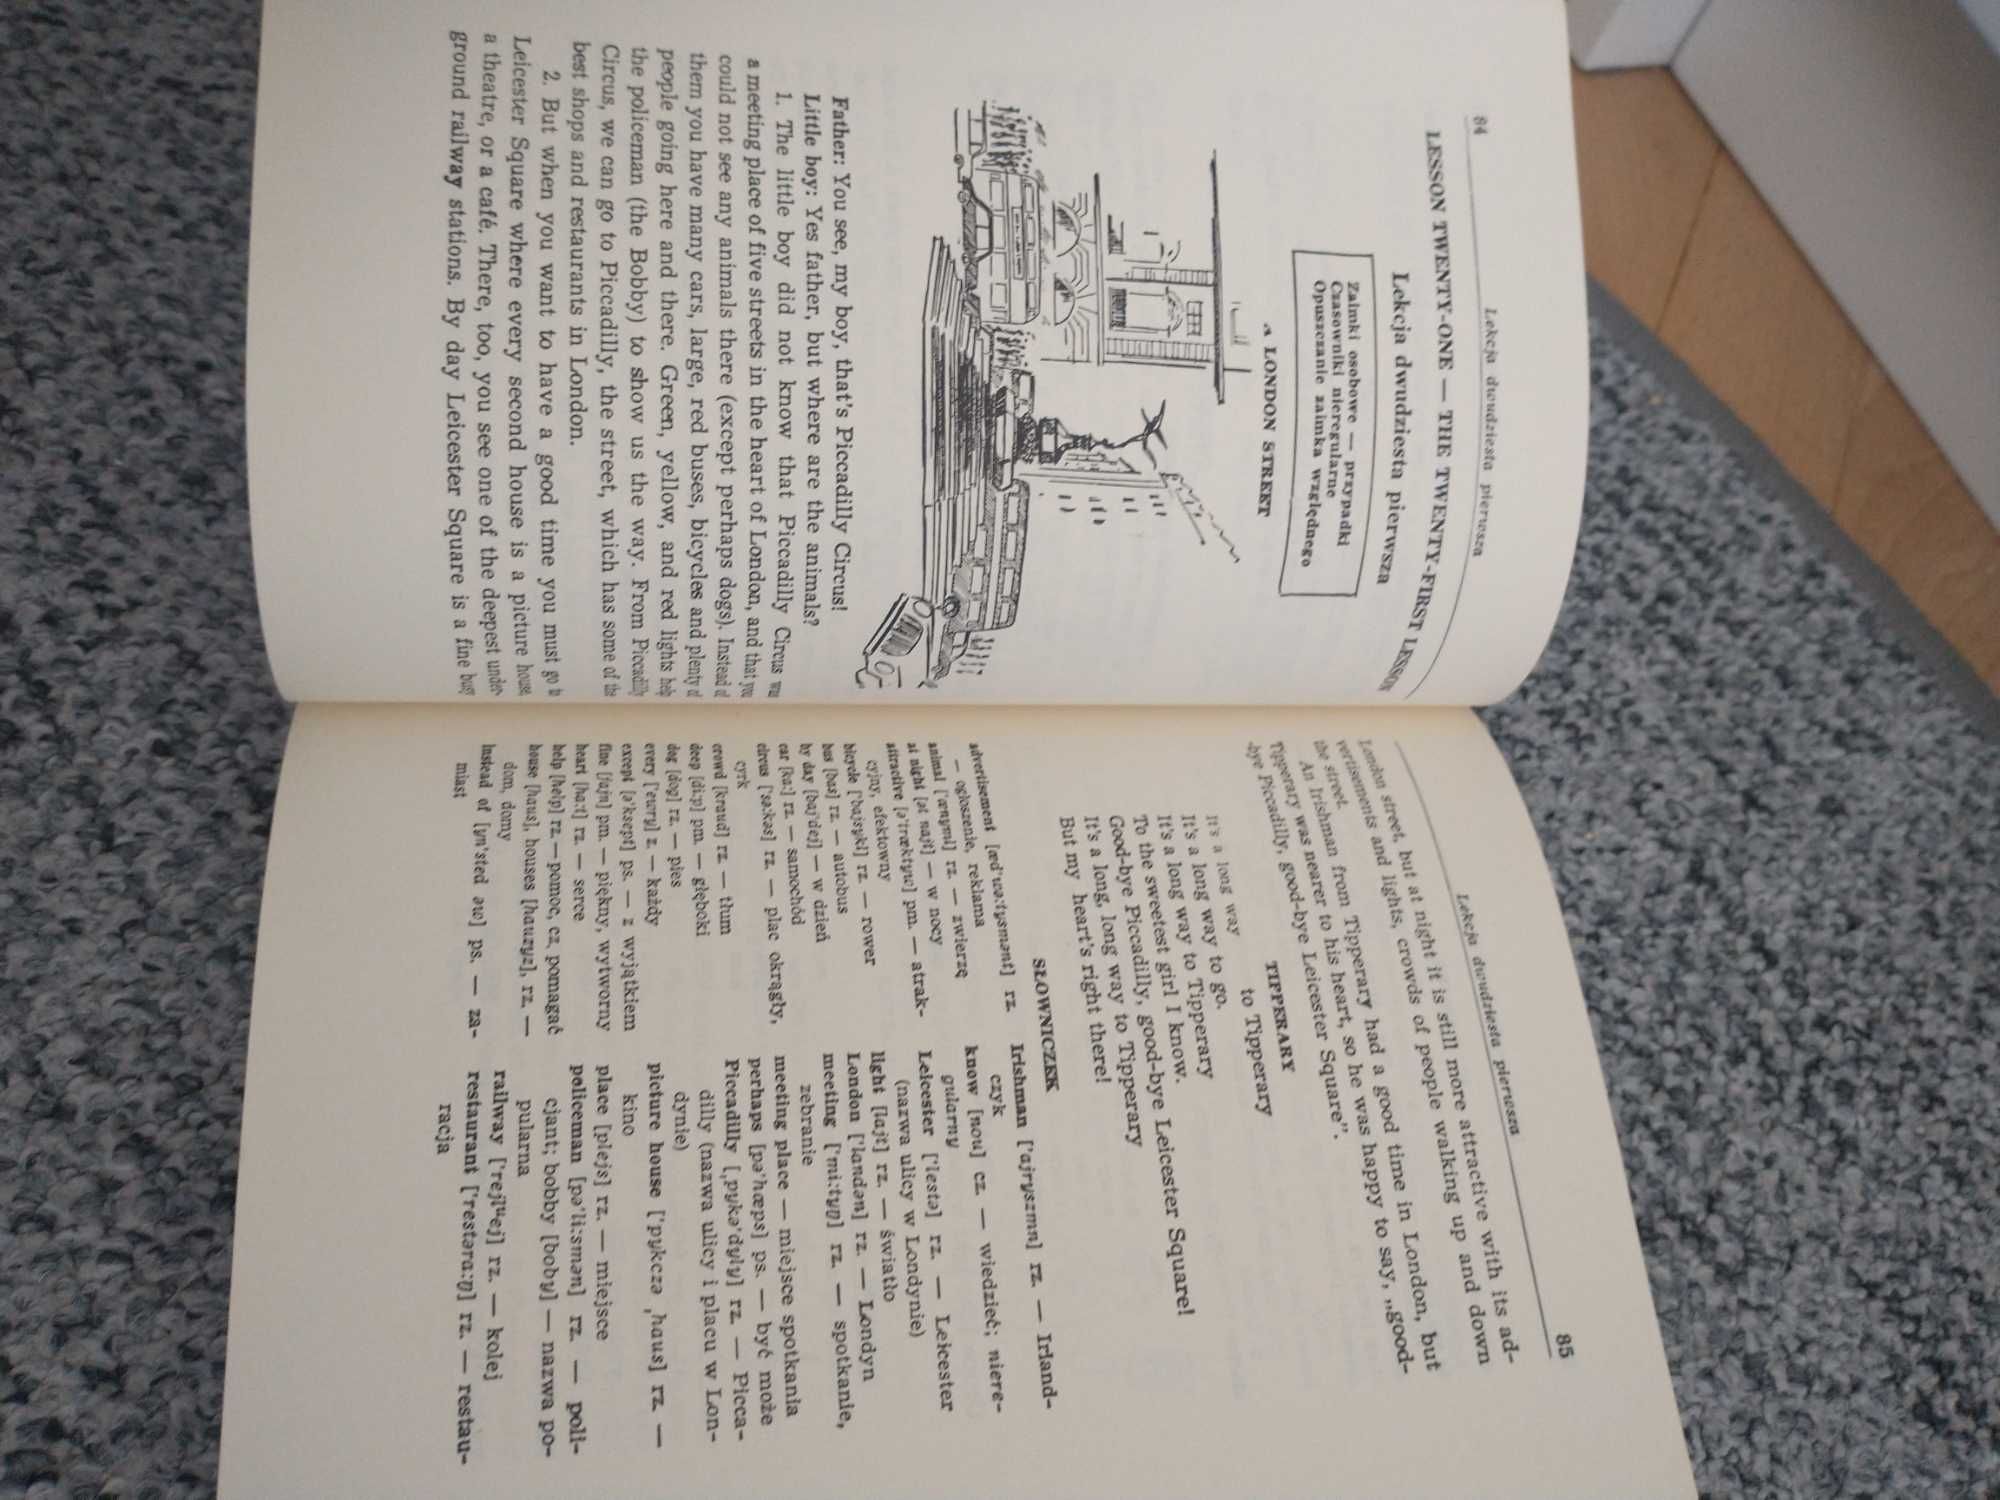 84
Lekcja dwudziesta pierwsza
LESSON TWENTY-ONE — THE TWENTY-FIRST LESSON
Lekcja dwudziesta pierwsza
Zaimki osobowe — przypadki
Czasowniki nieregularne
Opuszczanie zaimka względnego
A LONDON STREET
Father: You see, my boy, that's Piccadilly Circus!
Little boy: Yes father, but where are the animals?
1. The little boy did not know that Piccadilly Circus was
a meeting place of five streets in the heart of London, and that you
could not see any animals there (except perhaps dogs). Instead of
them you have many cars, large, red buses, bicycles and plenty of
people going here and there. Green, yellow, and red lights help
the policeman (the Bobby) to show us the way. From Piccadilly
Circus, we can go to Piccadilly, the street, which has some of the
best shops and restaurants in London.
2. But when you want to have a good time you must go to
Leicester Square where every second house is a picture house,
a theatre, or a café. There, too, you see one of the deepest under-
ground railway stations. By day Leicester Square is a fine busy
Lekcja dwudziesta pierwsza
85
London street, but at night it is still more attractive with its ad-
vertisements and lights, crowds of people walking up and down
the street.
An Irishman from Tipperary had a good time in London, but
Tipperary was nearer to his heart, so he was happy to say, „good-
-bye Piccadilly, good-bye Leicester Square”.
TIPPERARY
It's a long way to Tipperary
It's a long way to go.
It's a long way to Tipperary
To the sweetest girl I know.
Good-bye Piccadilly, good-bye Leicester Square!
It's a long, long way to Tipperary
But my heart's right there!
SŁOWNICZEK
advertisement [æd'wə:tysmənt] rz.
— ogłoszenie, reklama
animal ['ænyml] rz. — zwierzę
at night [ət najt] — w nocy
attractive [ə'træktyw] pm. — atrak-
cyjny, efektowny
bicycle ['bajsykl] rz. — rower
bus [bas] rz. — autobus
by day [baj'dej] — w dzień
car [ka:] rz. — samochód
circus ['sə:kəs] rz. — plac okrągły,
cyrk
crowd [kraud] rz. — tłum
deep [di:p] pm. — głęboki
dog [dog] rz. — pies
every ['ewry] z. — każdy
except [ə'ksept] ps. — z wyjątkiem
fine [fajn] pm. — piękny, wytworny
heart [ha:t] rz. — serce
help [help] rz. — pomoc, cz. pomagać
house [haus], houses [hauzyz], rz. —
dom, domy
instead of [yn'sted əw] ps. — za-
miast
Irishman ['ajryszmn] rz. — Irland-
czyk
know [nou] cz. — wiedzieć; niere-
gularny
Leicester ['lestə] rz. — Leicester
(nazwa ulicy w Londynie)
light [lajt] rz. — światło
London ['landən] rz. — Londyn
meeting ['mi:tyŋ] rz. — spotkanie,
zebranie
meeting place — miejsce spotkania
perhaps [pə'hæps] ps. — być może
Piccadilly [ˌpykə'dyly] rz. — Picca-
dilly (nazwa ulicy i placu w Lon-
dynie)
picture house ['pykczə ˌhaus] rz. —
kino
place [plejs] rz. — miejsce
policeman [pə'li:smən] rz. — poli-
cjant; bobby [boby] — nazwa po-
pularna
railway ['rejlᵘej] rz. — kolej
restaurant ['restəra:ŋ] rz. — restau-
racja